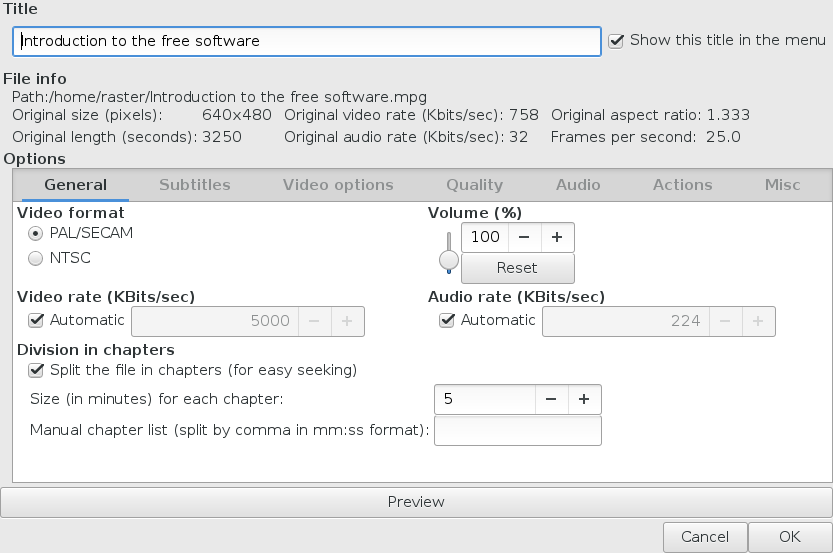 Title
Introduction to the free software
Show this title in the menu
File info
Path:/home/raster/Introduction to the free software.mpg
Original size (pixels): 640x480 Original video rate (Kbits/sec): 758 Original aspect ratio: 1.333
Original length (seconds): 3250 Original audio rate (Kbits/sec): 32 Frames per second: 25.0
Options
General Subtitles Video options Quality Audio Actions Misc
Video format Volume (%)
PAL/SECAM 100 − +
NTSC Reset
Video rate (KBits/sec) Audio rate (KBits/sec)
Automatic 5000 − + Automatic 224 − +
Division in chapters
Split the file in chapters (for easy seeking)
Size (in minutes) for each chapter: 5 − +
Manual chapter list (split by comma in mm:ss format):
Preview
Cancel OK